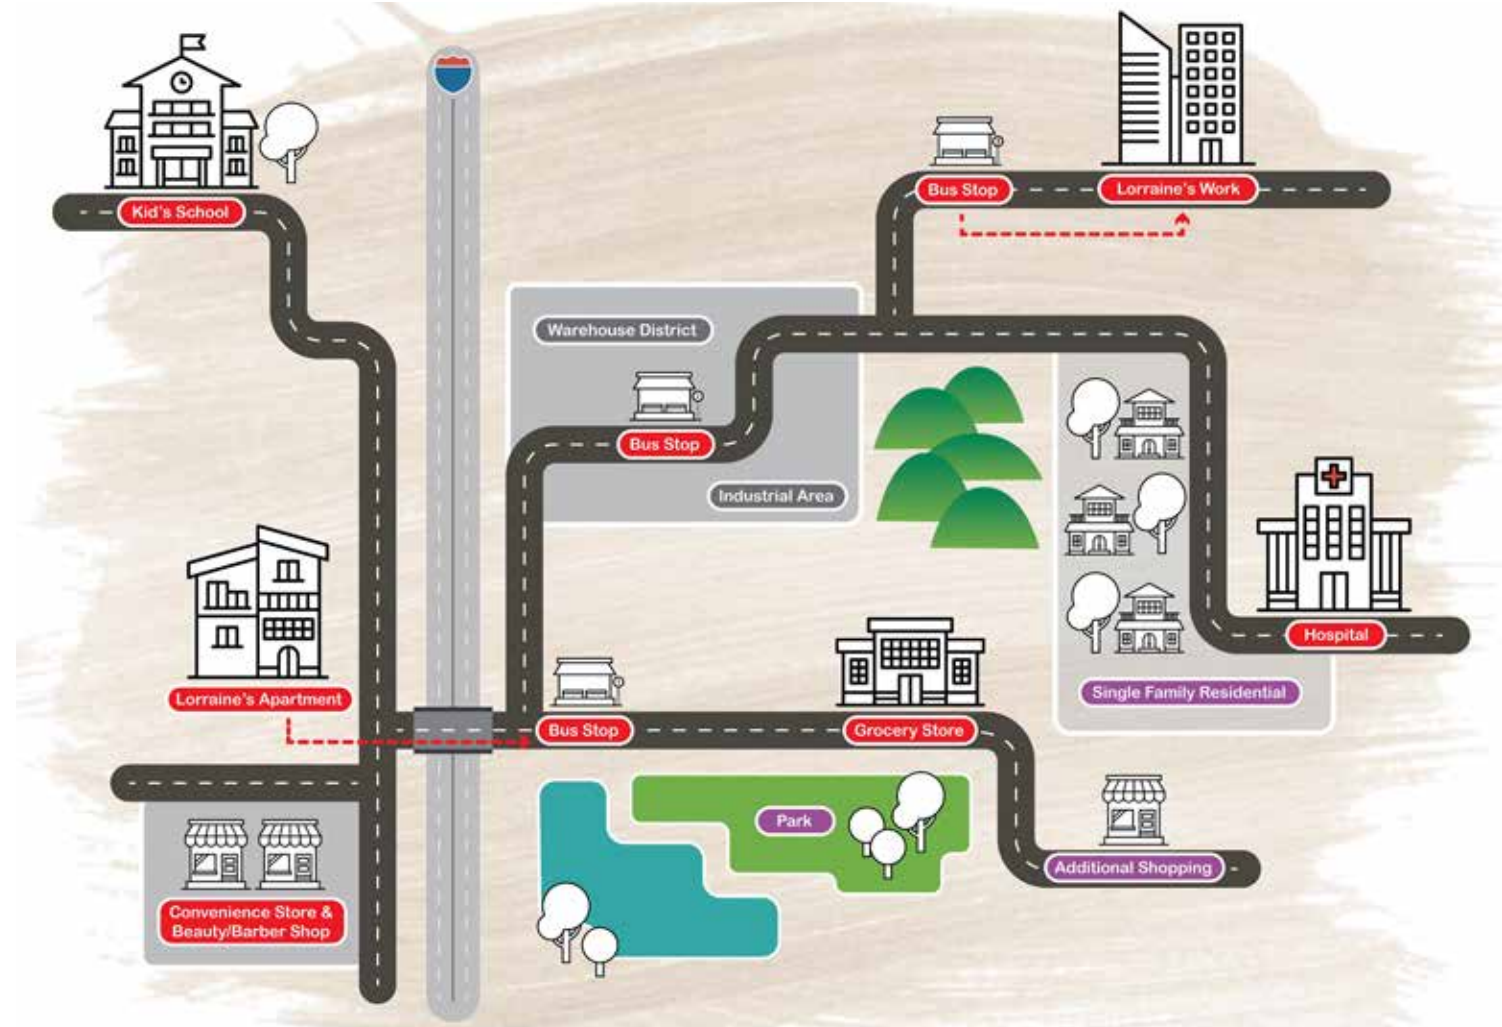 Kid's School
Bus Stop
Lorraine's Work
Warehouse District
Bus Stop
Industrial Area
Hospital
Single Family Residential
Lorraine's Apartment
Bus Stop
Grocery Store
Park
Additional Shopping
Convenience Store &
Beauty/Barber Shop